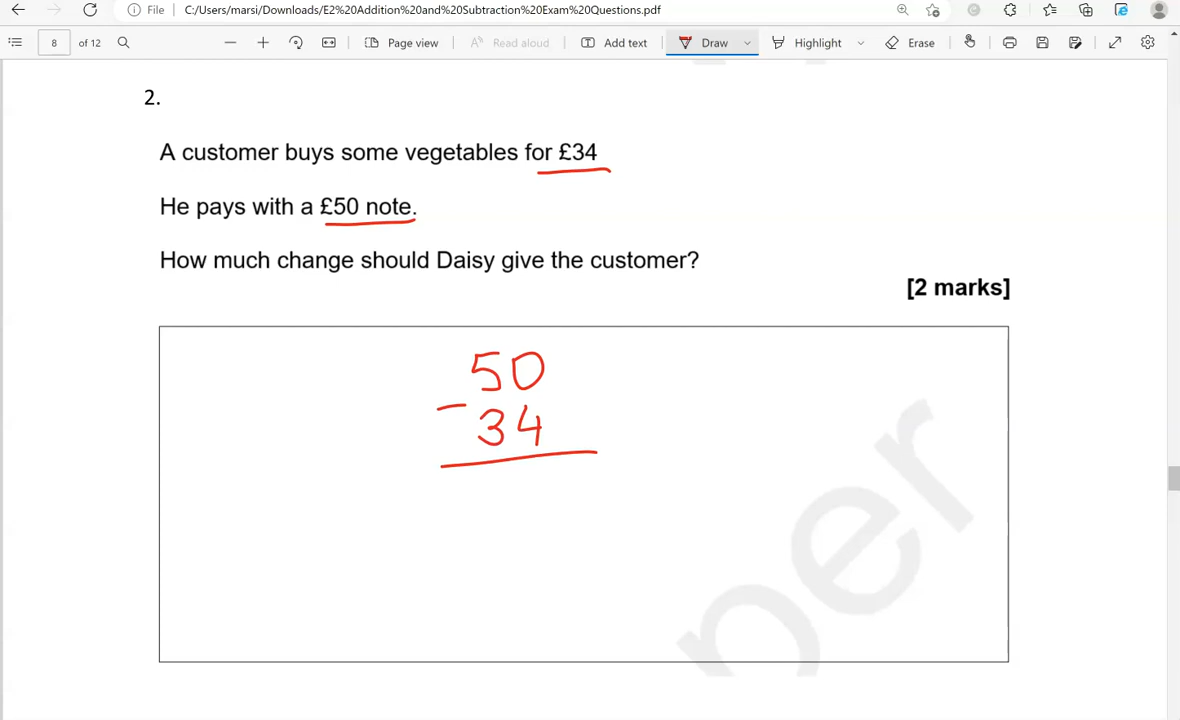 File C:/Users/marsi/Downloads/E2%20Addition%20and%20Subtraction%20Exam%20Questions.pdf
8 of 12 Page view Read aloud Add text Draw Highlight Erase
2.
A customer buys some vegetables for £34
He pays with a £50 note.
How much change should Daisy give the customer?
[2 marks]
50
- 34
ner